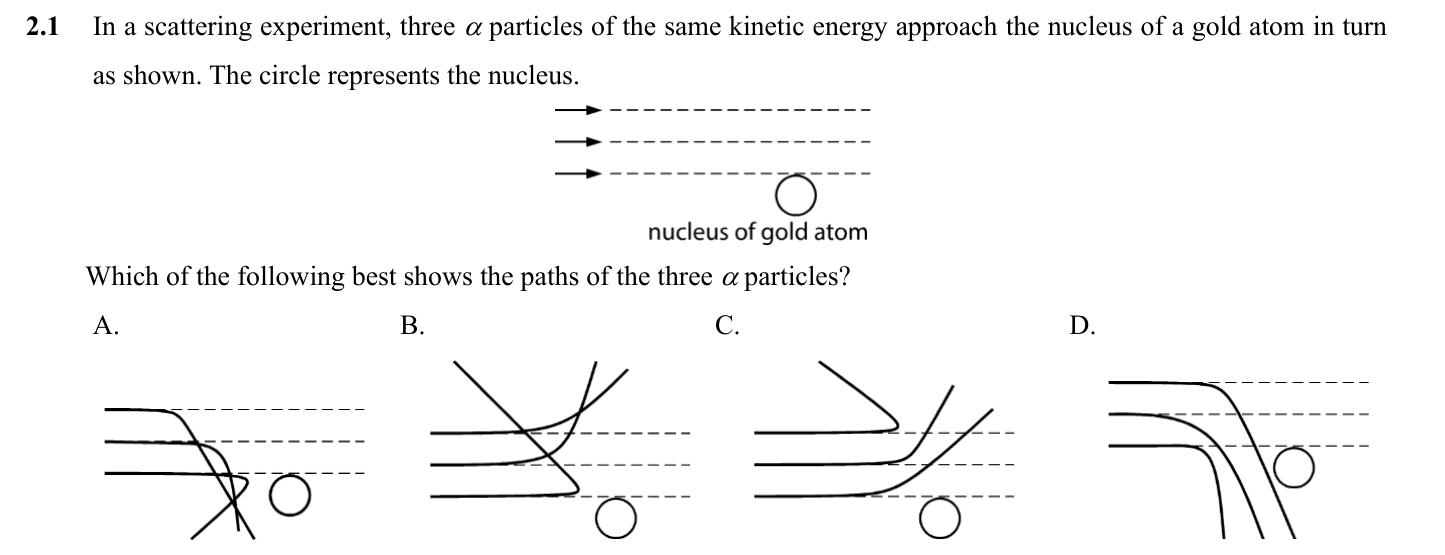 2.1 In a scattering experiment, three α particles of the same kinetic energy approach the nucleus of a gold atom in turn
as shown. The circle represents the nucleus.
nucleus of gold atom
Which of the following best shows the paths of the three α particles?
A. B. C. D.